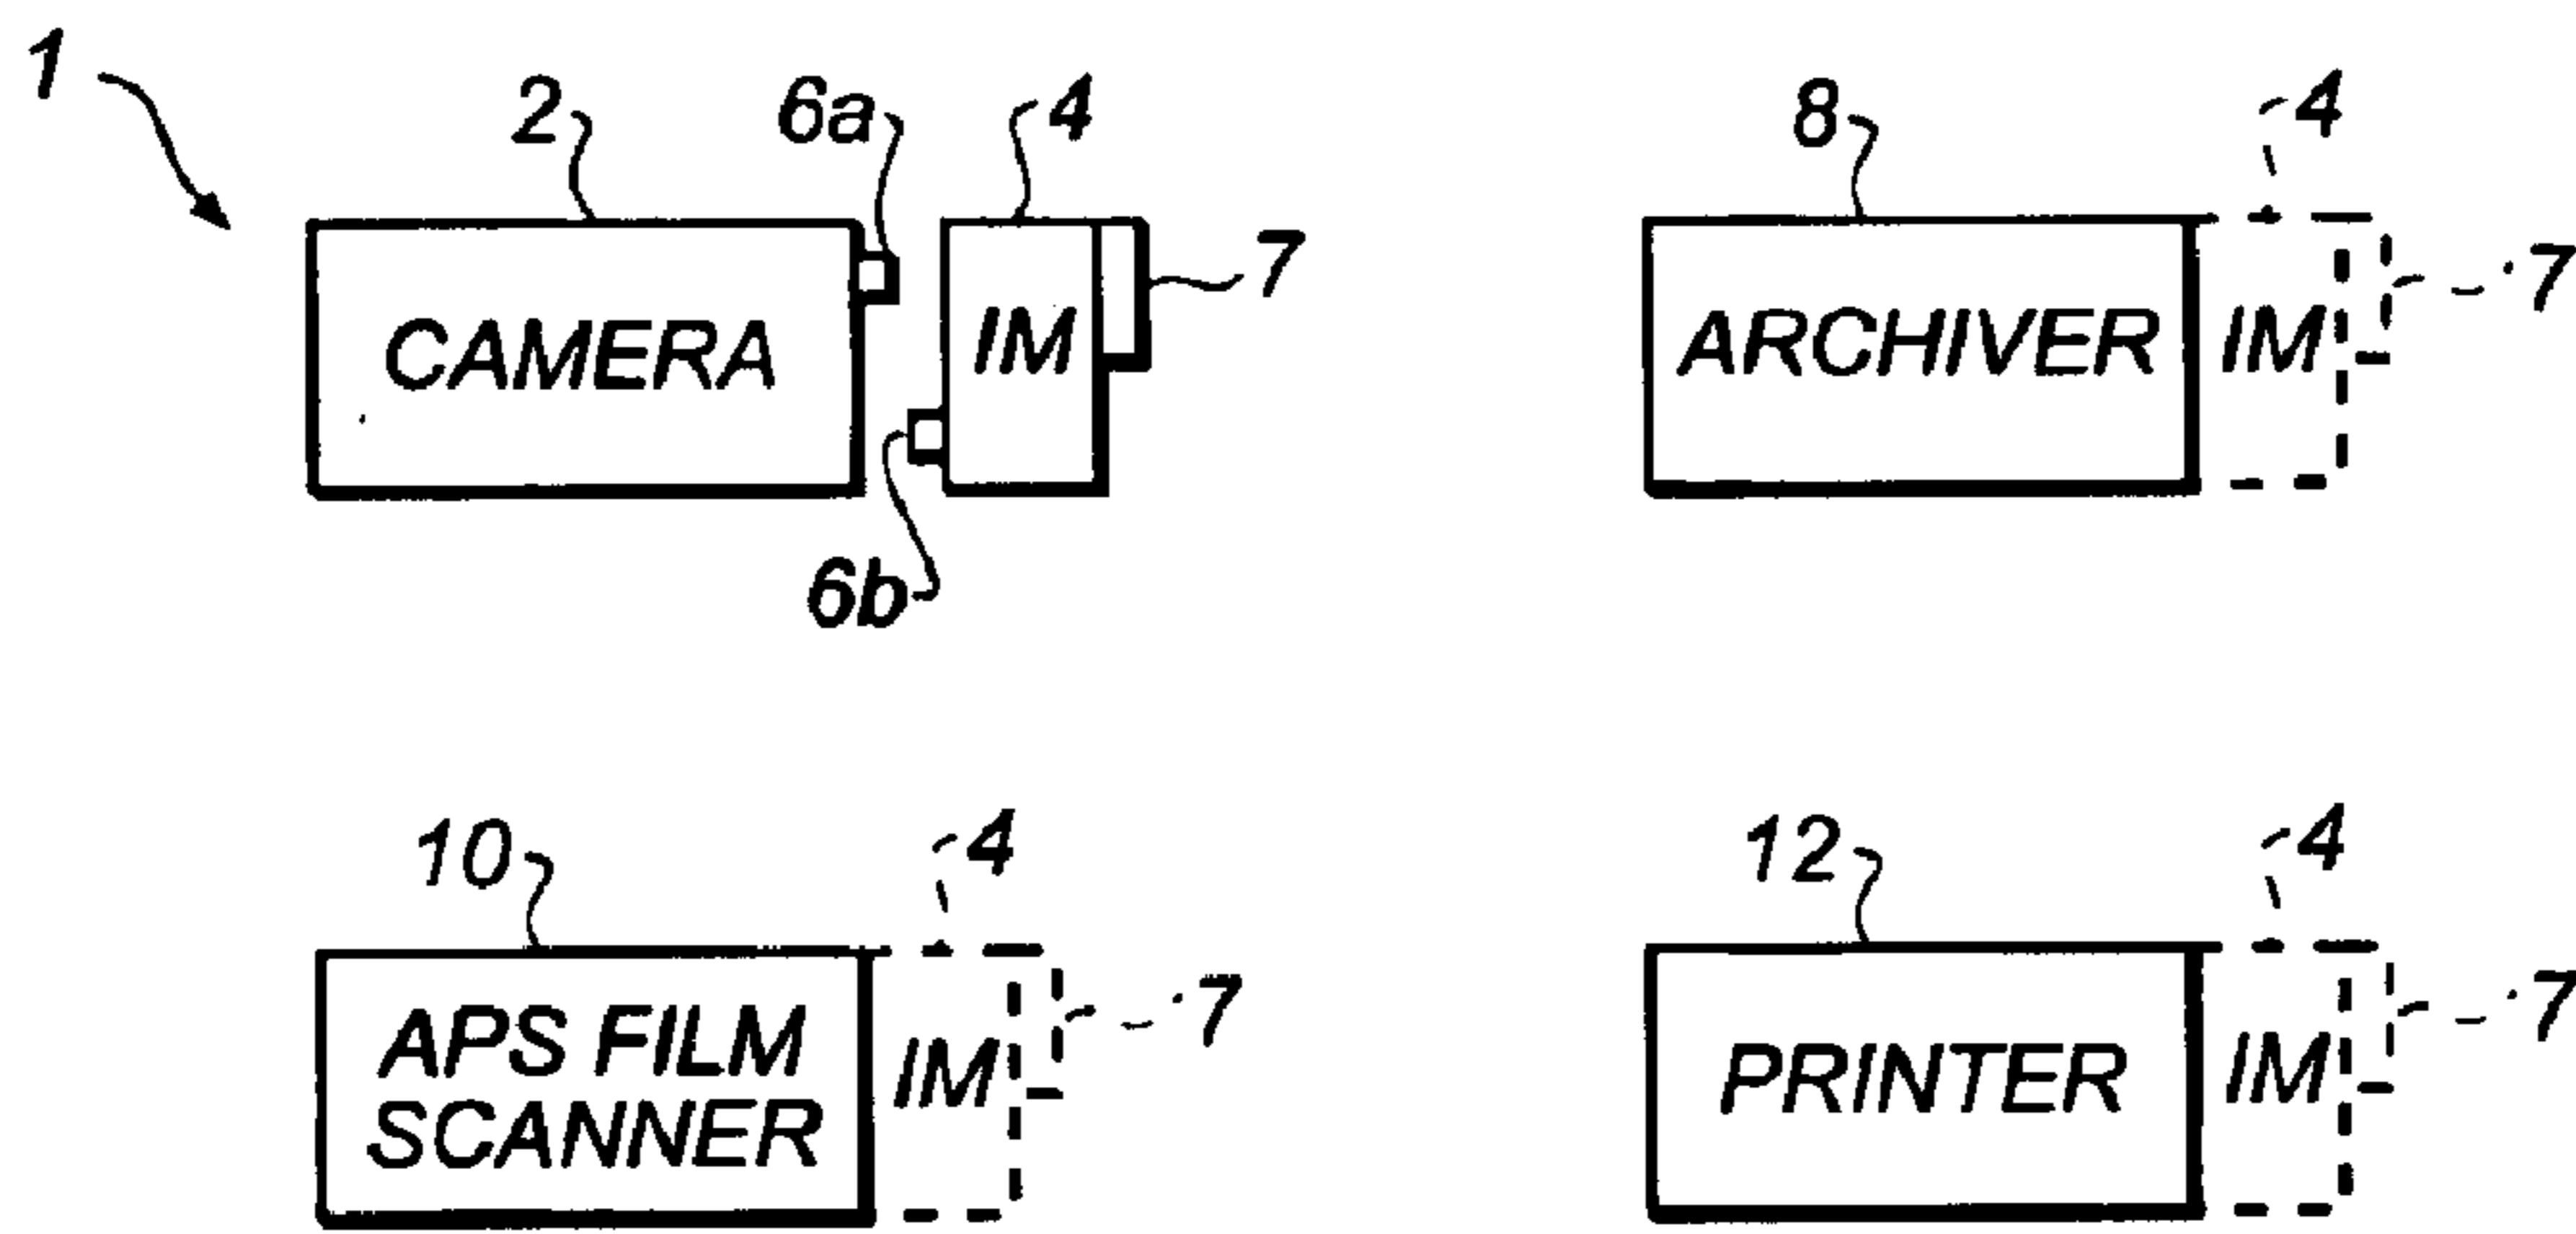 1
2 6a 4
CAMERA IM 7
6b
8 4
ARCHIVER IM 7
10 4
APS FILM
SCANNER IM 7
12 4
PRINTER IM 7